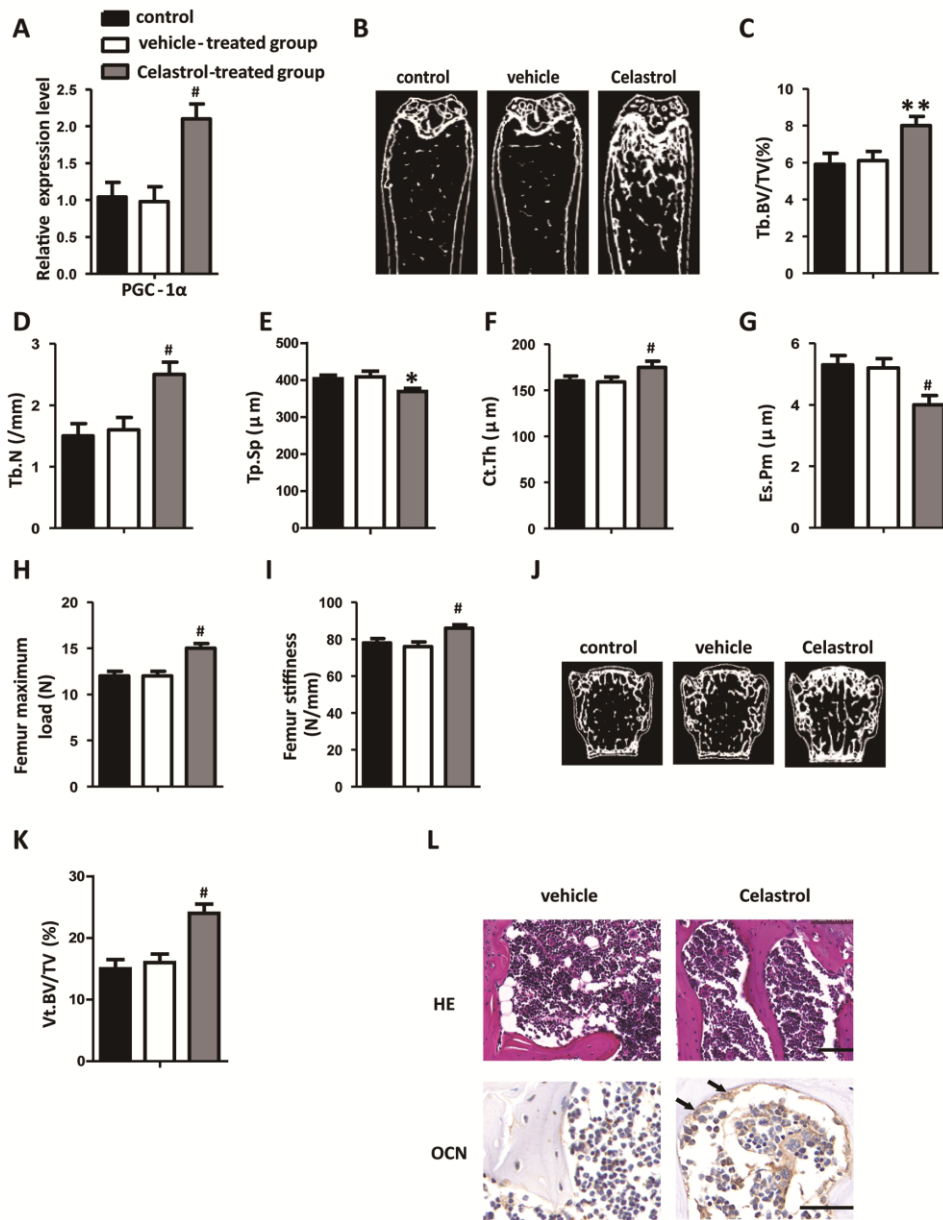 A
control
vehicle-treated group
Celastrol-treated group
Relative expression level
2.5
2.0
1.5
1.0
0.5
0.0
#
PGC-1α
B
control vehicle Celastrol
C
Tb.BV/TV(%)
10
8
6
4
2
0
**
D
Tb.N (/mm)
3
2
1
0
#
E
Tp.Sp (μm)
500
400
300
200
100
0
*
F
Ct.Th (μm)
200
150
100
50
0
#
G
Es.Pm (μm)
6
4
2
0
#
H
Femur maximum
load (N)
20
15
10
5
0
#
I
Femur stiffiness
(N/mm)
100
80
60
40
20
0
#
J
control vehicle Celastrol
K
Vt.BV/TV (%)
30
20
10
0
#
L
vehicle Celastrol
HE
OCN